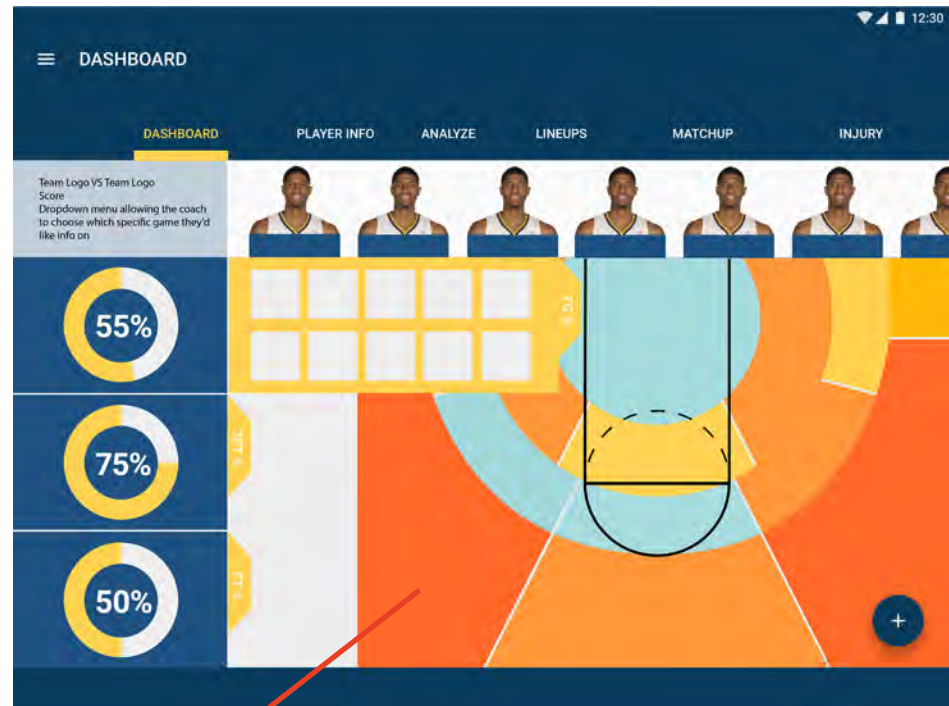 12:30
DASHBOARD
DASHBOARD
PLAYER INFO
ANALYZE
LINEUPS
MATCHUP
INJURY
Team Logo VS Team Logo
Score
Dropdown menu allowing the coach
to choose which specific game they'd
like info on
55%
75%
50%
+